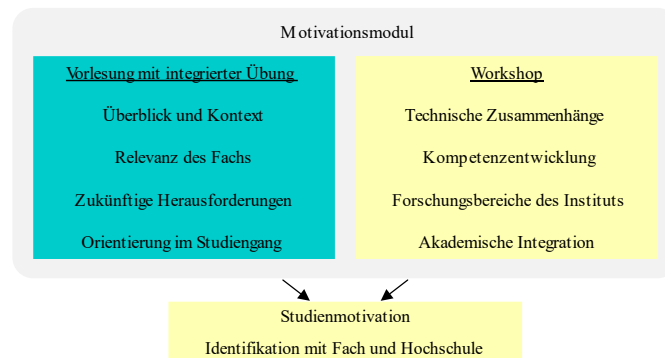 Motivationsmodul
Vorlesung mit integrierter Übung
Überblick und Kontext
Relevanz des Fachs
Zukünftige Herausforderungen
Orientierung im Studiengang
Workshop
Technische Zusammenhänge
Kompetenzentwicklung
Forschungsbereiche des Instituts
Akademische Integration
Studienmotivation
Identifikation mit Fach und Hochschule